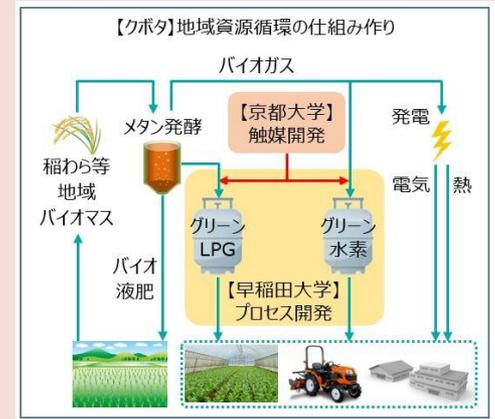 【クボタ】地域資源循環の仕組み作り
バイオガス
メタン発酵
【京都大学】
触媒開発
発電
稲わら等
地域
バイオマス
電気
熱
グリーン
LPG
グリーン
水素
バイオ
液肥
【早稲田大学】
プロセス開発